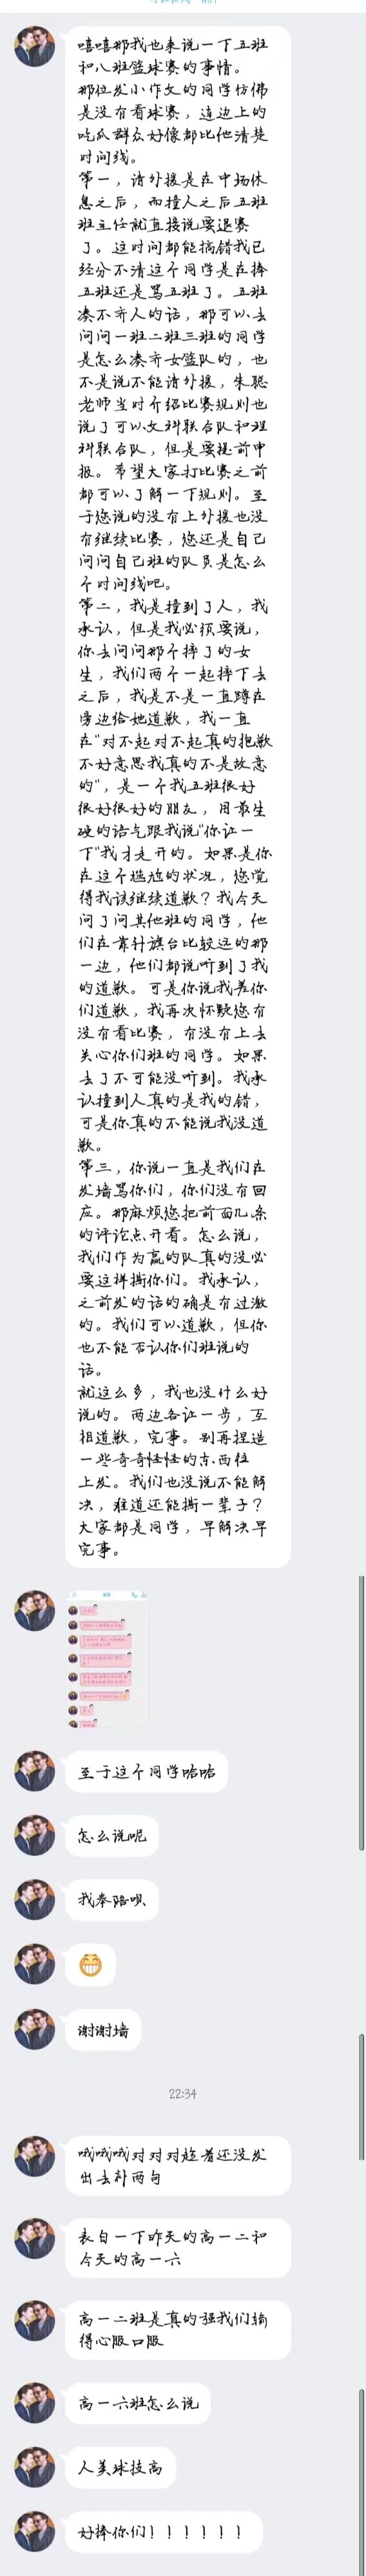 嘻嘻那我也来说一下五班
和八班篮球赛的事情。
那位发小作文的同学仿佛
是没有看球赛，连边上的
吃瓜群众好像都比他清楚
时间线。
第一，请外援是在中场休
息之后，而撞人之后五班
班主任就直接说要退赛
了。这时间都能搞错我已
经分不清这个同学是在捧
五班还是骂五班了。五班
凑不齐人的话，那可以去
问问一班二班三班的同学
是怎么凑齐女篮队的，也
不是说不能请外援，朱聪
老师当时介绍比赛规则也
说了可以文科联合队和理
科联合队，但是要提前申
报。希望大家打比赛之前
都可以了解一下规则。至
于您说的没有上外援也没
有继续比赛，您还是自己
问问自己班的队员是怎么
个时间线吧。
第二，我是撞到了人，我
承认，但是我必须要说，
你去问问那个摔了的女
生，我们两个一起摔下去
之后，我是不是一直蹲在
旁边给她道歉，我一直
在"对不起对不起真的抱歉
不好意思我真的不是故意
的"，是一个我五班很好
很好很好的朋友，用最生
硬的语气跟我说"你让一
下"我才走开的。如果是你
在这个尴尬的状况，您觉
得我该继续道歉？我今天
问了问其他班的同学，他
们在靠升旗台比较远的那
一边，他们都说听到了我
的道歉。可是你说我差你
们道歉，我再次怀疑您有
没有看比赛，有没有上去
关心你们班的同学。如果
去了不可能没听到。我承
认撞到人真的是我的错，
可是你真的不能说我没道
歉。
第三，你说一直是我们在
发墙骂你们，你们没有回
应。那麻烦您把前面几条
的评论点开看。怎么说，
我们作为赢的队真的没必
要这样撕你们。我承认，
之前发的话的确是有过激
的。我们可以道歉，但你
也不能否认你们班说的
话。
就这么多，我也没什么好
说的。两边各让一步，互
相道歉，完事。别再捏造
一些奇奇怪怪的东西往
上发。我们也没说不能解
决，难道还能撕一辈子？
大家都是同学，早解决早
完事。
至于这个同学哈哈
怎么说呢
我奉陪呗
谢谢墙
22:34
哦哦哦对对对趁着还没发
出去补两句
表白一下昨天的高一二和
今天的高一六
高一二班是真的强我们输
得心服口服
高一六班怎么说
人美球技高
好棒你们！！！！！！